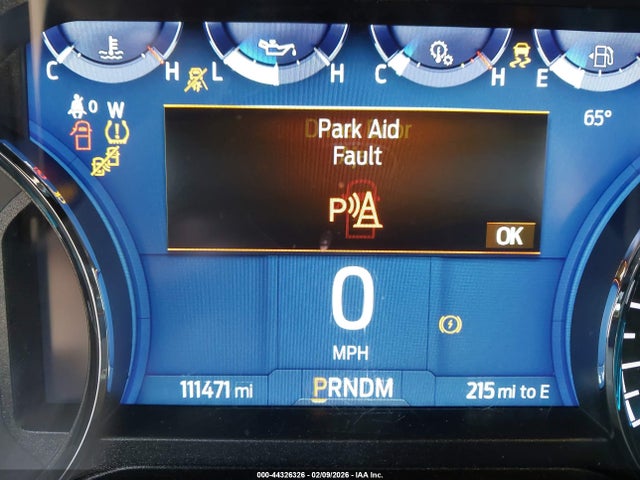 C H L H C H E
0 W
65°
Park Aid
Fault
P
OK
0
MPH
111471 mi PRNDM 215 mi to E
000-44326326 - 02/09/2026 - IAA Inc.